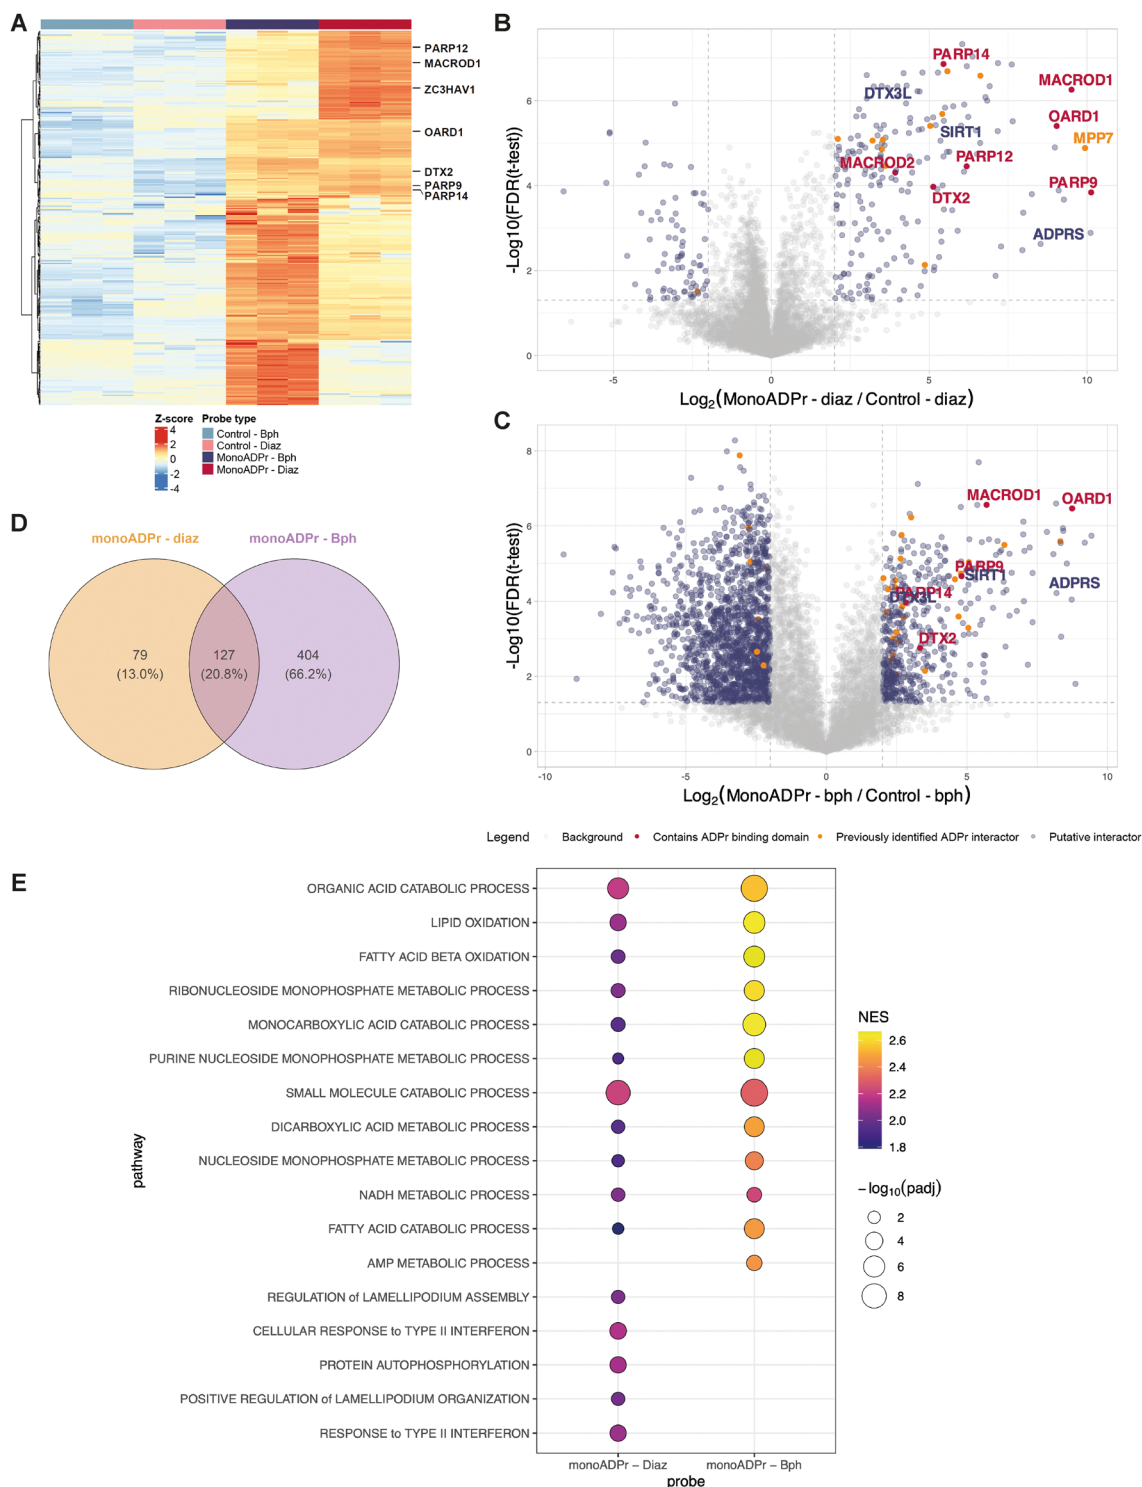 A
PARP12
MACROD1
ZC3HAV1
OARD1
DTX2
PARP9
PARP14
Z-score
4
2
0
-2
-4
Probe type
Control - Bph
Control - Diaz
MonoADPr - Bph
MonoADPr - Diaz
B
-Log10(FDR(t-test))
6
4
2
0
PARP14
MACROD1
DTX3L
OARD1
SIRT1
MPP7
MACROD2
PARP12
PARP9
DTX2
ADPRS
-5
0
5
10
Log2(MonoADPr - diaz / Control - diaz)
C
-Log10(FDR(t-test))
8
6
4
2
0
MACROD1
OARD1
PARP9
SIRT1
ADPRS
PARP14
DTX3L
DTX2
-10
-5
0
5
10
Log2(MonoADPr - bph / Control - bph)
Legend
Background
Contains ADPr binding domain
Previously identified ADPr interactor
Putative interactor
D
monoADPr - diaz
monoADPr - Bph
79
(13.0%)
127
(20.8%)
404
(66.2%)
E
pathway
ORGANIC ACID CATABOLIC PROCESS
LIPID OXIDATION
FATTY ACID BETA OXIDATION
RIBONUCLEOSIDE MONOPHOSPHATE METABOLIC PROCESS
MONOCARBOXYLIC ACID CATABOLIC PROCESS
PURINE NUCLEOSIDE MONOPHOSPHATE METABOLIC PROCESS
SMALL MOLECULE CATABOLIC PROCESS
DICARBOXYLIC ACID METABOLIC PROCESS
NUCLEOSIDE MONOPHOSPHATE METABOLIC PROCESS
NADH METABOLIC PROCESS
FATTY ACID CATABOLIC PROCESS
AMP METABOLIC PROCESS
REGULATION of LAMELLIPODIUM ASSEMBLY
CELLULAR RESPONSE to TYPE II INTERFERON
PROTEIN AUTOPHOSPHORYLATION
POSITIVE REGULATION of LAMELLIPODIUM ORGANIZATION
RESPONSE to TYPE II INTERFERON
monoADPr – Diaz
monoADPr – Bph
probe
NES
2.6
2.4
2.2
2.0
1.8
−log10(padj)
2
4
6
8